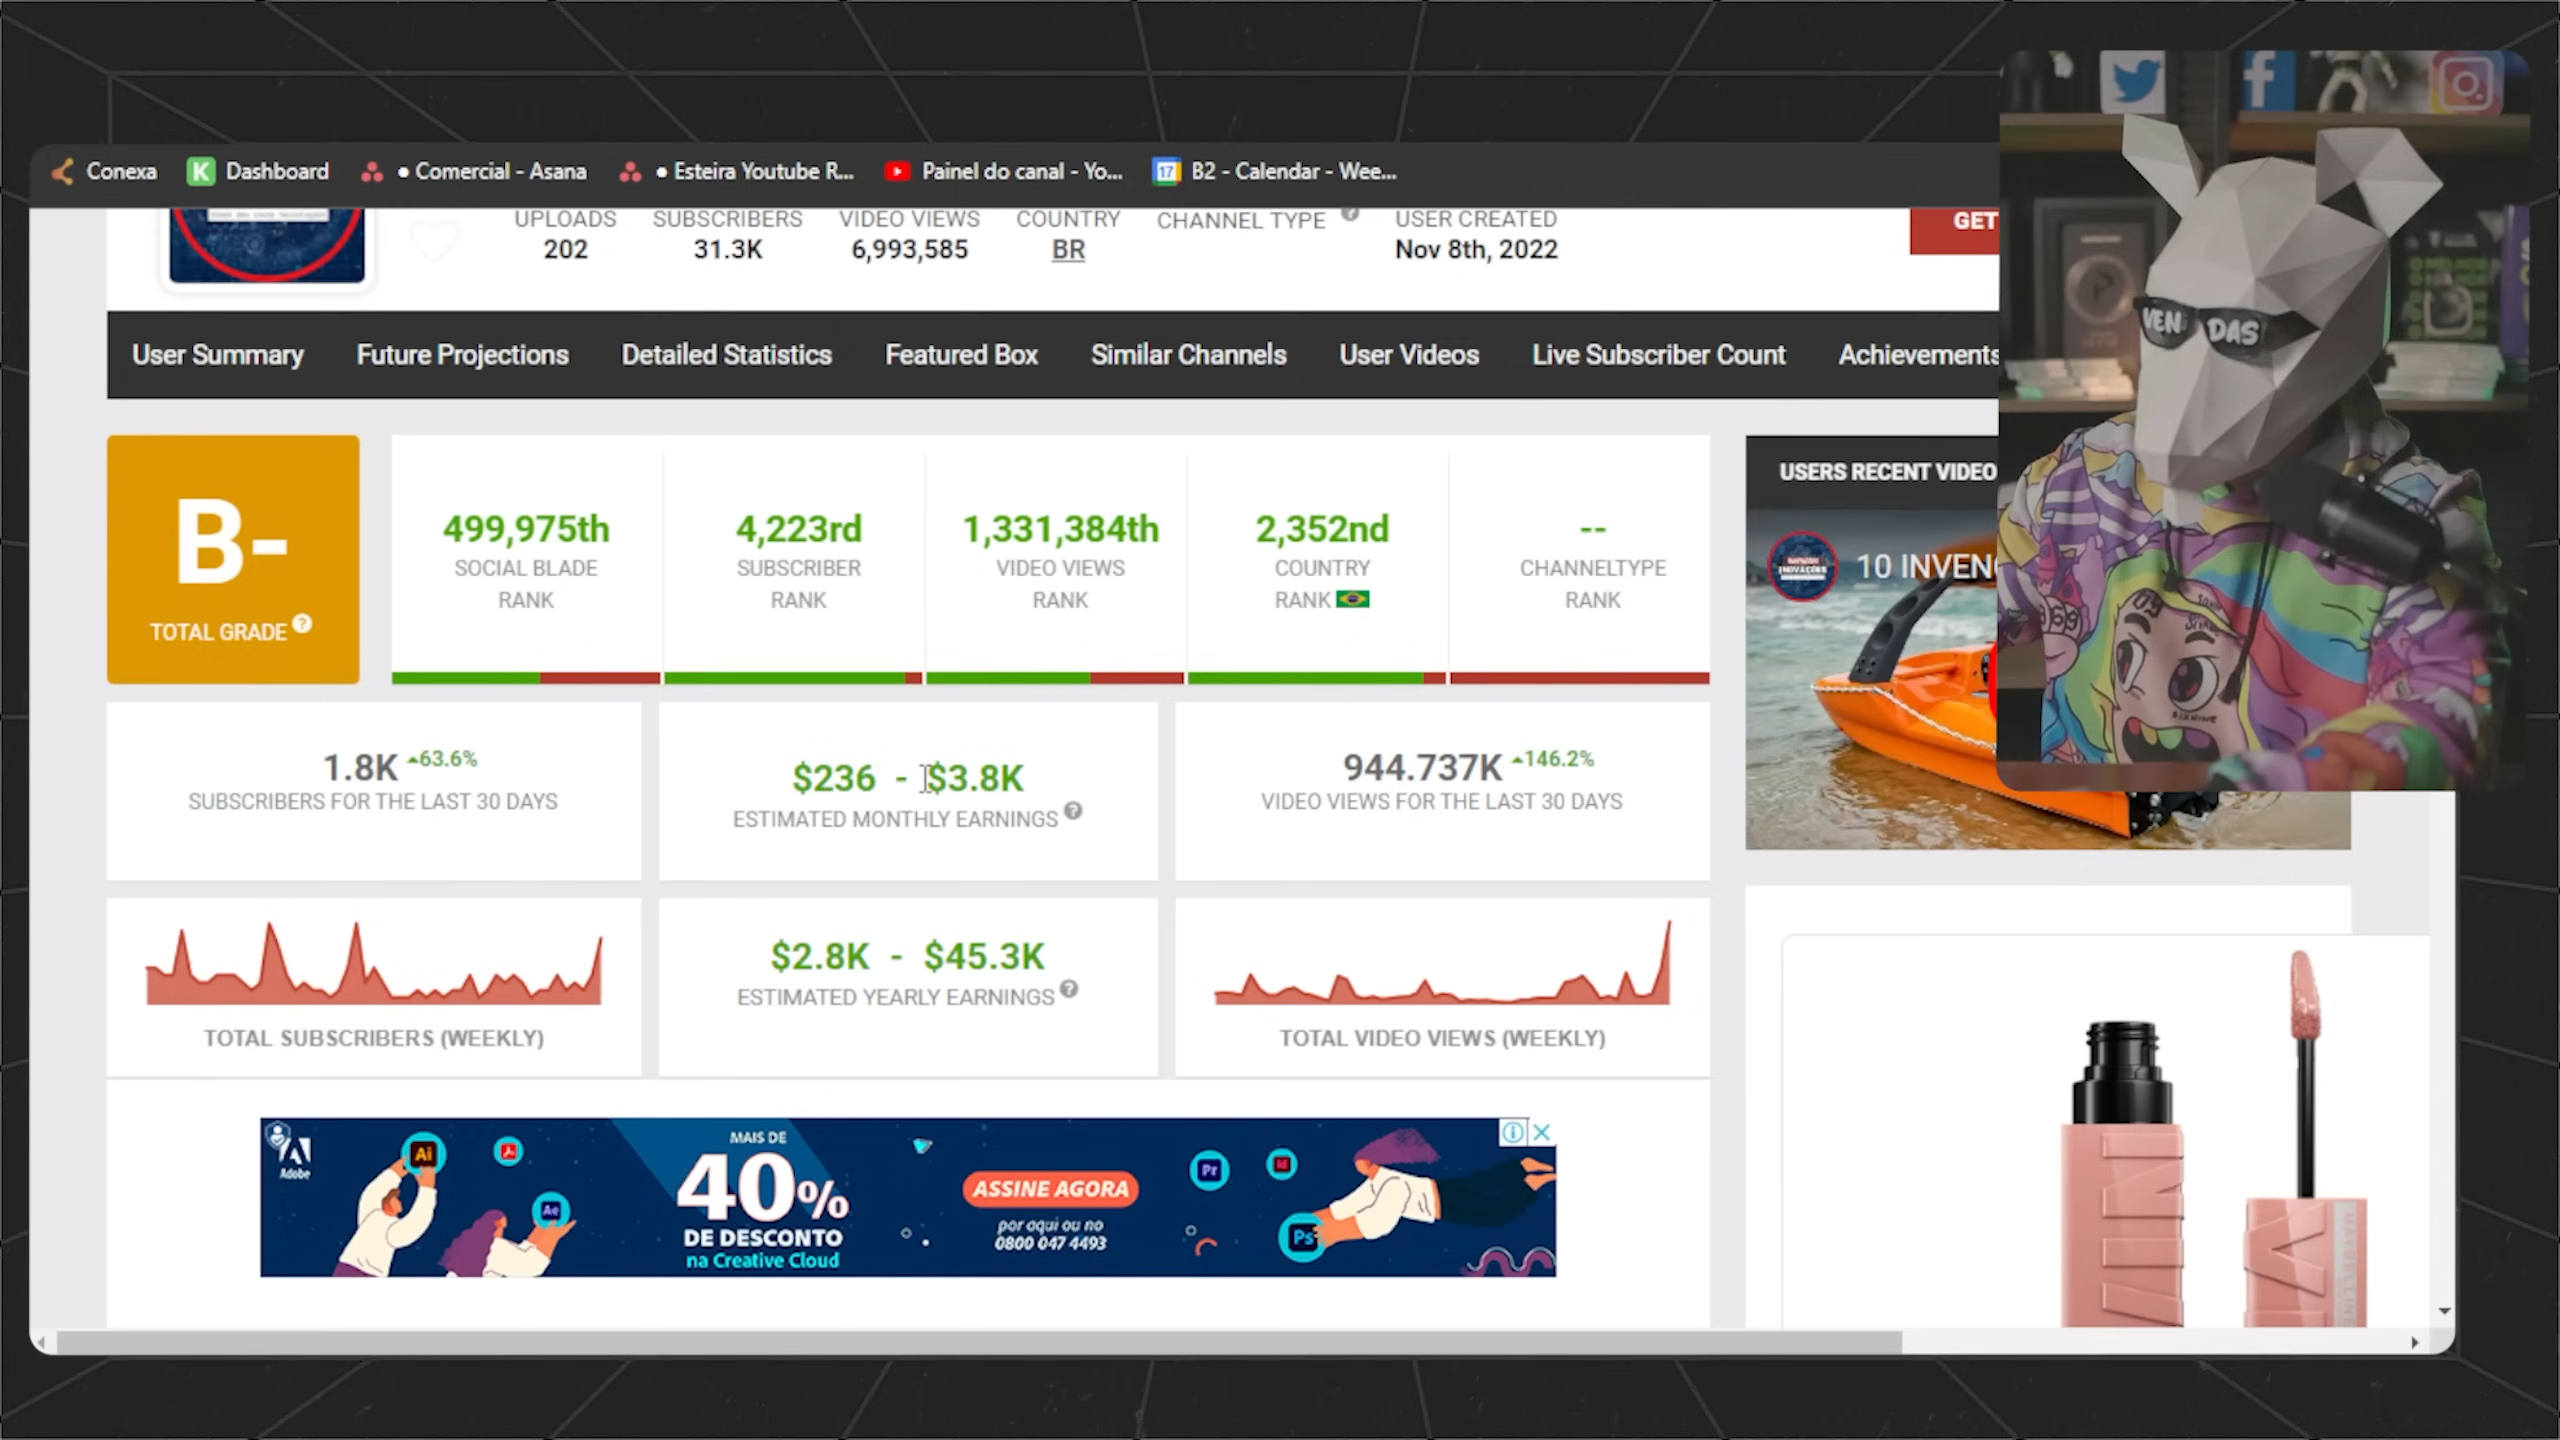 Conexa
Dashboard
• Comercial - Asana
• Esteira Youtube R...
Painel do canal - Yo...
17
B2 - Calendar - Wee...
UPLOADS
202
SUBSCRIBERS
31.3K
VIDEO VIEWS
6,993,585
COUNTRY
BR
CHANNEL TYPE
USER CREATED
Nov 8th, 2022
GET
User Summary
Future Projections
Detailed Statistics
Featured Box
Similar Channels
User Videos
Live Subscriber Count
Achievements
B-
TOTAL GRADE
499,975th
SOCIAL BLADE
RANK
4,223rd
SUBSCRIBER
RANK
1,331,384th
VIDEO VIEWS
RANK
2,352nd
COUNTRY
RANK
--
CHANNELTYPE
RANK
USERS RECENT VIDEO
10 INVEN
VEN DAS
1.8K 63.6%
SUBSCRIBERS FOR THE LAST 30 DAYS
$236 - $3.8K
ESTIMATED MONTHLY EARNINGS
944.737K 146.2%
VIDEO VIEWS FOR THE LAST 30 DAYS
TOTAL SUBSCRIBERS (WEEKLY)
$2.8K - $45.3K
ESTIMATED YEARLY EARNINGS
TOTAL VIDEO VIEWS (WEEKLY)
Adobe
Ai
Ae
MAIS DE
40%
DE DESCONTO
na Creative Cloud
ASSINE AGORA
por aqui ou no
0800 047 4493
Pr
Id
Ps